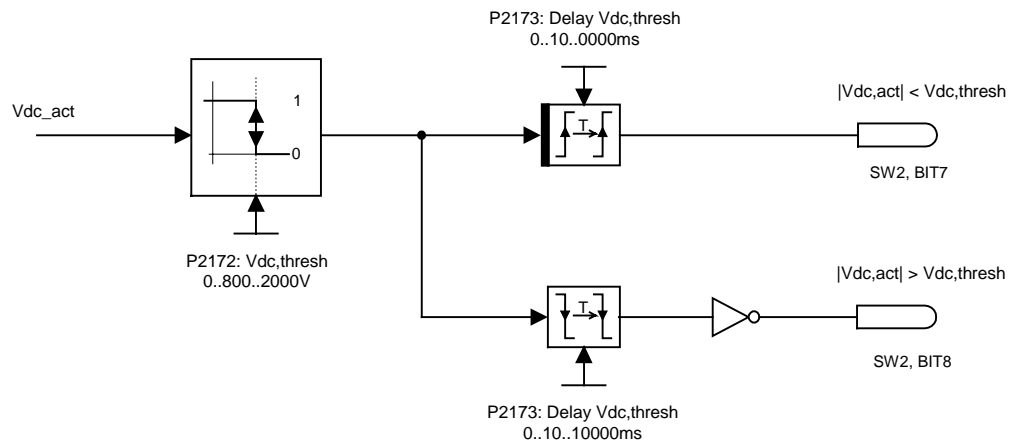 P2173: Delay Vdc,thresh
0..10..0000ms
|Vdc,act| < Vdc,thresh
Vdc_act
1
0
T
SW2, BIT7
P2172: Vdc,thresh
0..800..2000V
|Vdc,act| > Vdc,thresh
T
SW2, BIT8
P2173: Delay Vdc,thresh
0..10..10000ms